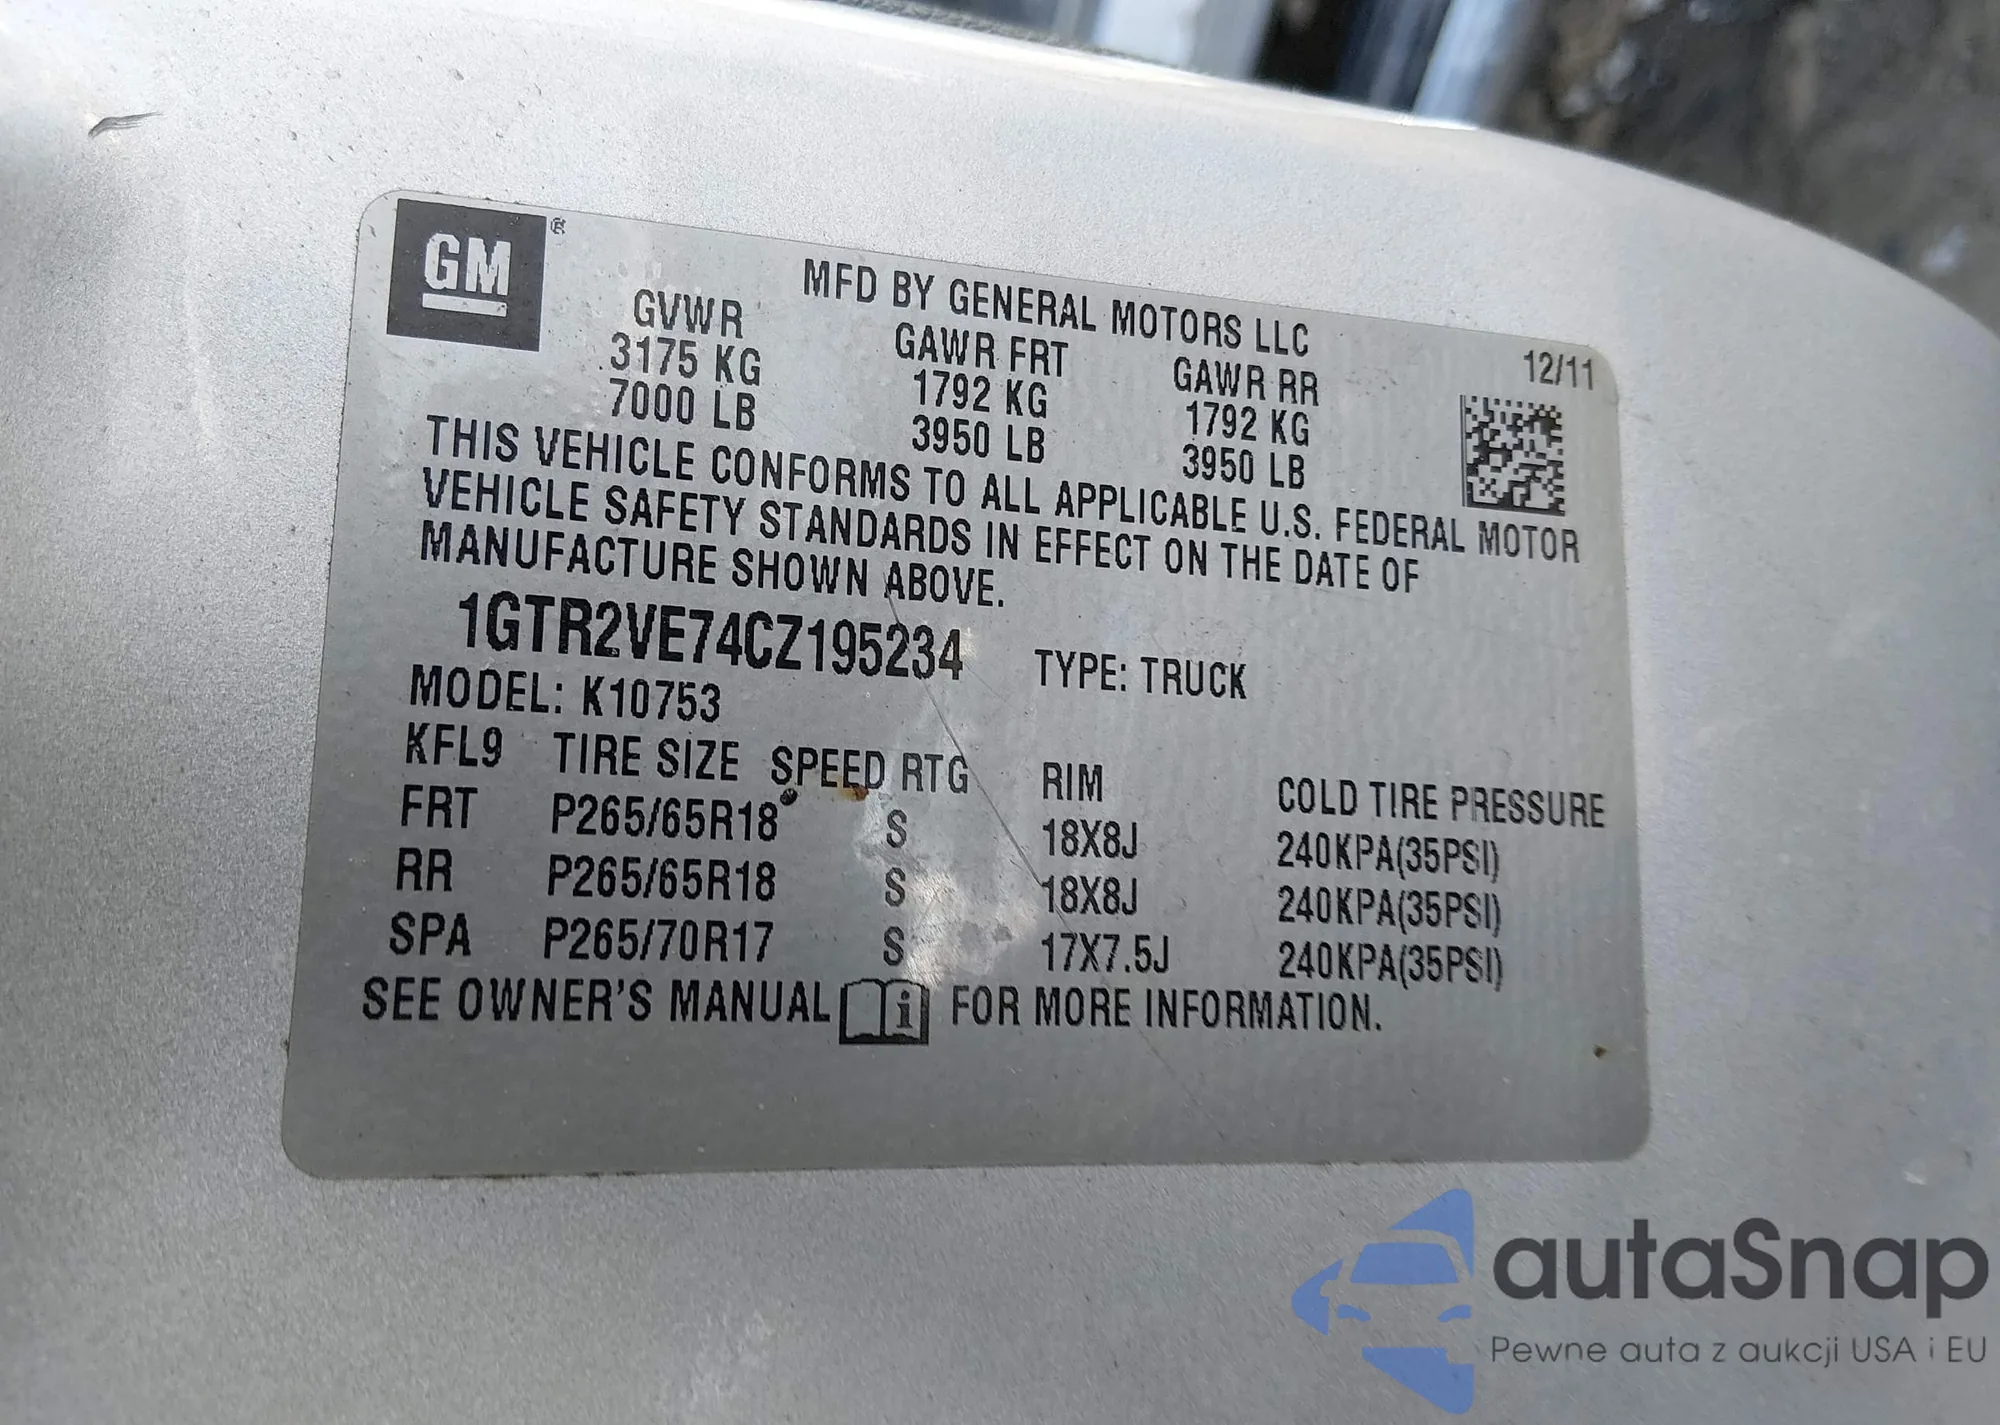 GM®
MFD BY GENERAL MOTORS LLC
GVWR GAWR FRT GAWR RR 12/11
3175 KG 1792 KG 1792 KG
7000 LB 3950 LB 3950 LB
THIS VEHICLE CONFORMS TO ALL APPLICABLE U.S. FEDERAL MOTOR
VEHICLE SAFETY STANDARDS IN EFFECT ON THE DATE OF
MANUFACTURE SHOWN ABOVE.
1GTR2VE74CZ195234 TYPE: TRUCK
MODEL: K10753
KFL9 TIRE SIZE SPEED RTG RIM COLD TIRE PRESSURE
FRT P265/65R18 S 18X8J 240KPA(35PSI)
RR P265/65R18 S 18X8J 240KPA(35PSI)
SPA P265/70R17 S 17X7.5J 240KPA(35PSI)
SEE OWNER'S MANUAL i FOR MORE INFORMATION.
autaSnap
Pewne auta z aukcji USA i EU